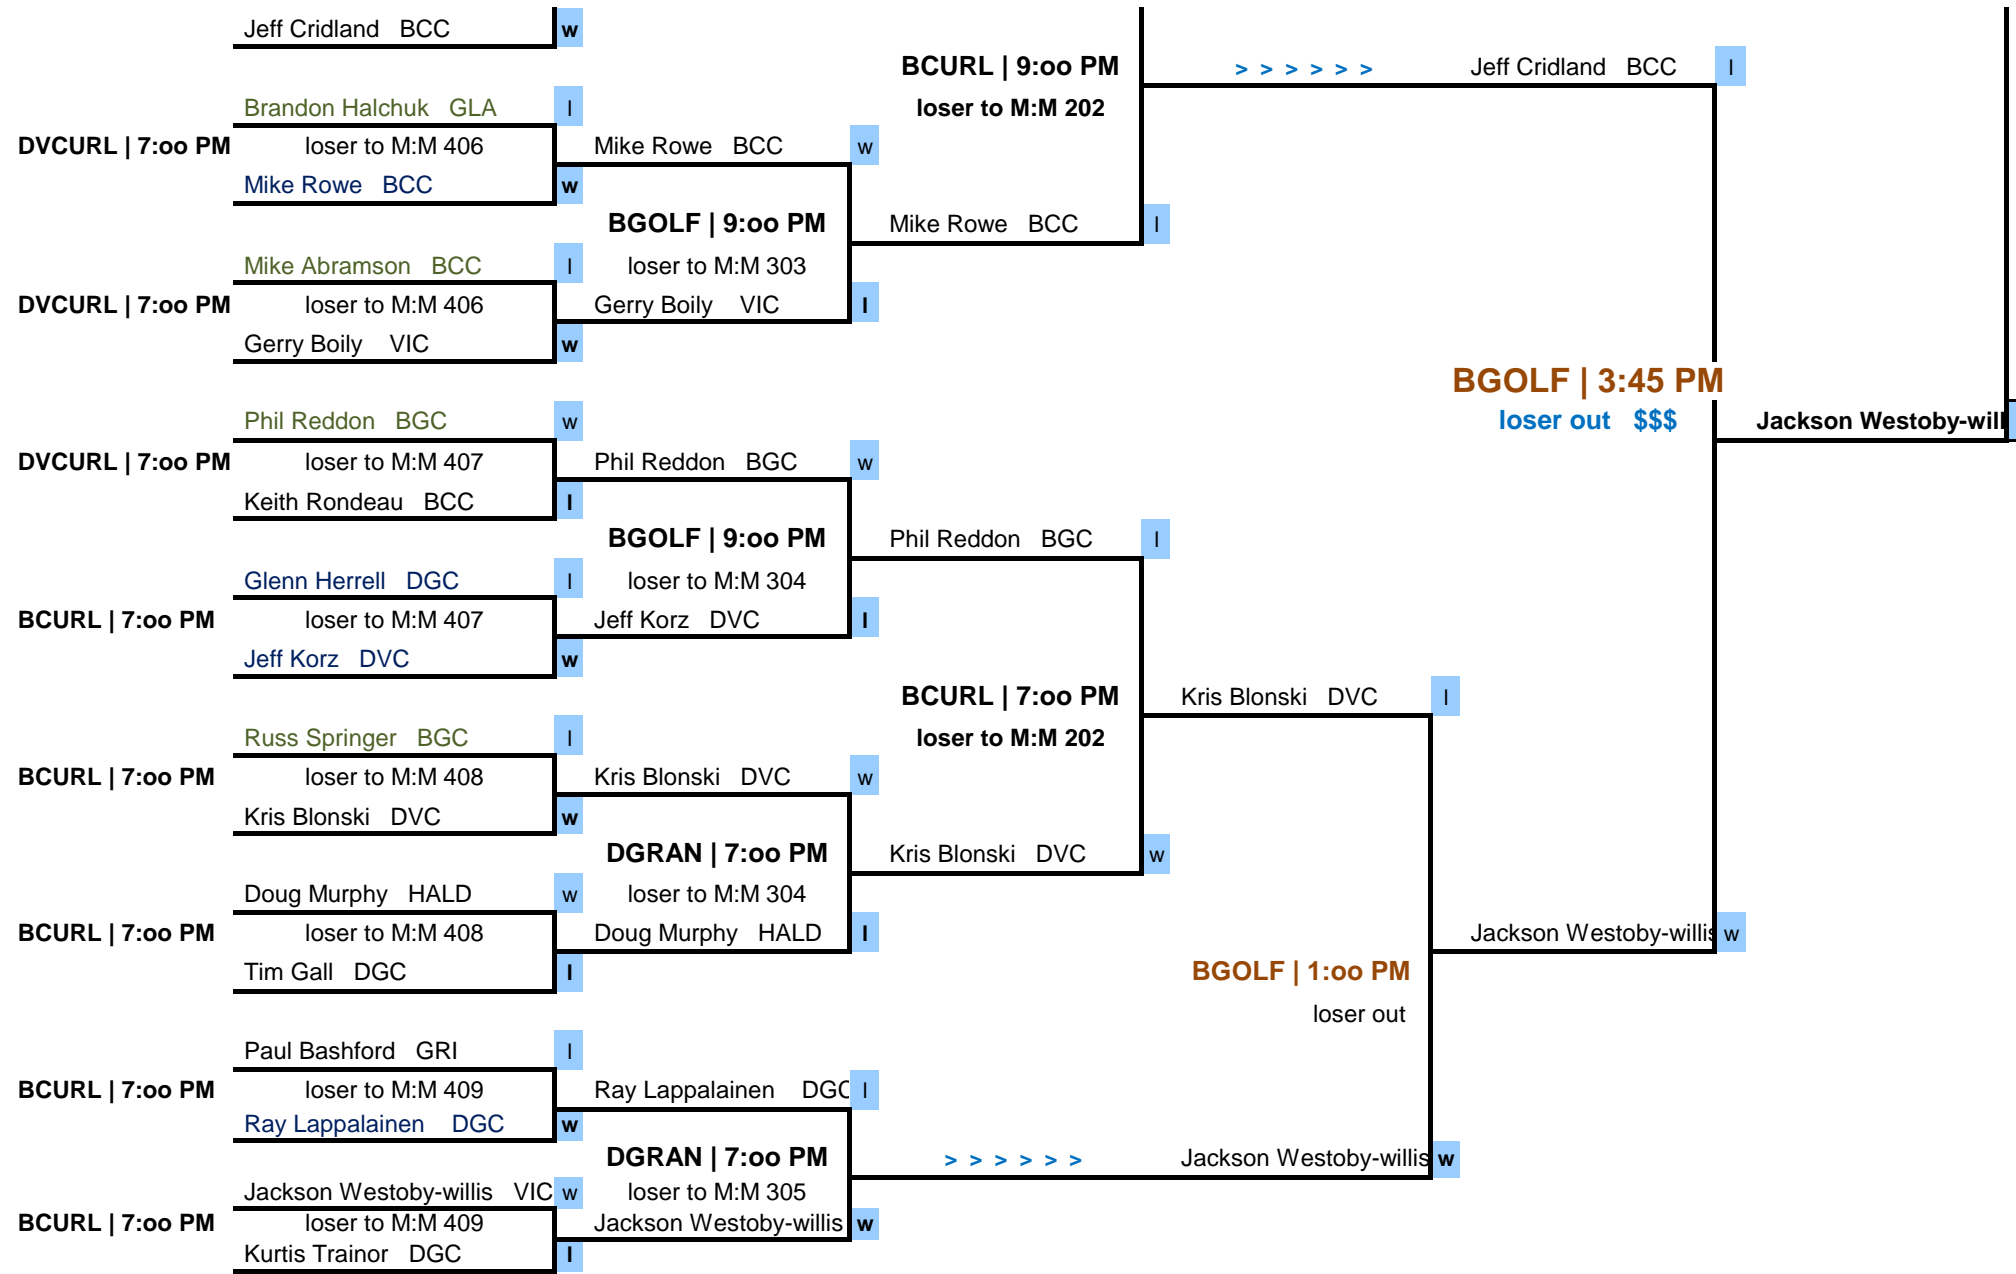 Jeff Cridland BCC w
BCURL | 9:oo PM > > > > > > Jeff Cridland BCC l
Brandon Halchuk GLA l loser to M:M 202
DVCURL | 7:oo PM loser to M:M 406 Mike Rowe BCC w
Mike Rowe BCC w
BGOLF | 9:oo PM Mike Rowe BCC l
Mike Abramson BCC l loser to M:M 303
DVCURL | 7:oo PM loser to M:M 406 Gerry Boily VIC l
Gerry Boily VIC w
BGOLF | 3:45 PM
Phil Reddon BGC w loser out $$$ Jackson Westoby-will
DVCURL | 7:oo PM loser to M:M 407 Phil Reddon BGC w
Keith Rondeau BCC l
BGOLF | 9:oo PM Phil Reddon BGC l
Glenn Herrell DGC l loser to M:M 304
BCURL | 7:oo PM loser to M:M 407 Jeff Korz DVC l
Jeff Korz DVC w
BCURL | 7:oo PM Kris Blonski DVC l
Russ Springer BGC l loser to M:M 202
BCURL | 7:oo PM loser to M:M 408 Kris Blonski DVC w
Kris Blonski DVC w
DGRAN | 7:oo PM Kris Blonski DVC w
Doug Murphy HALD w loser to M:M 304
BCURL | 7:oo PM loser to M:M 408 Doug Murphy HALD l Jackson Westoby-willis w
Tim Gall DGC l BGOLF | 1:oo PM
loser out
Paul Bashford GRI l
BCURL | 7:oo PM loser to M:M 409 Ray Lappalainen DGC l
Ray Lappalainen DGC w
DGRAN | 7:oo PM > > > > > > Jackson Westoby-willis w
Jackson Westoby-willis VIC w loser to M:M 305
BCURL | 7:oo PM loser to M:M 409 Jackson Westoby-willis w
Kurtis Trainor DGC l